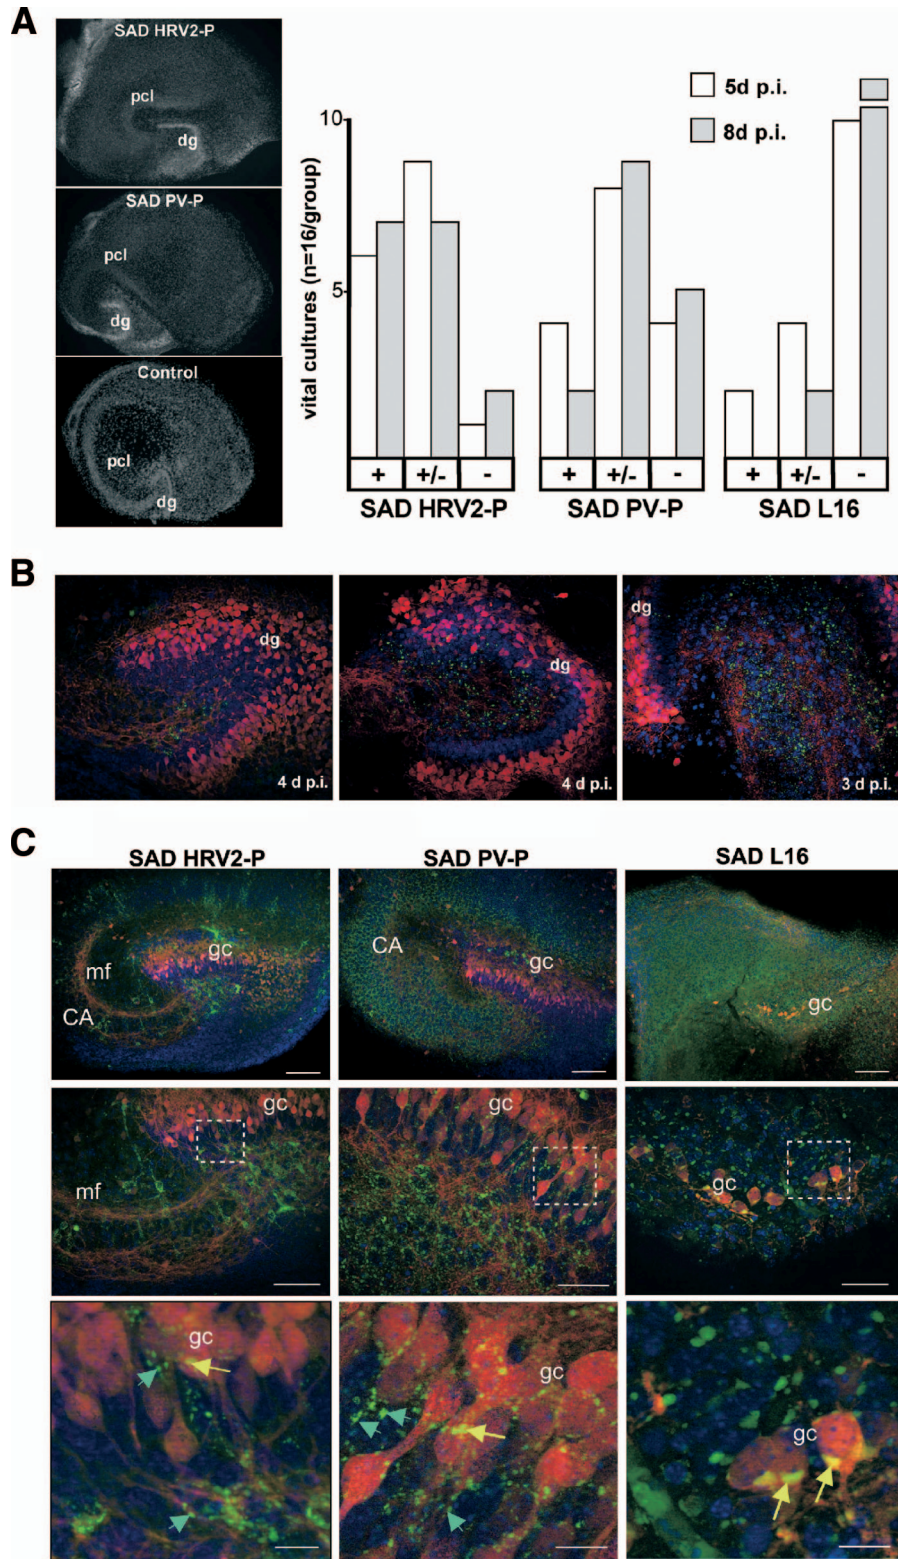 A
SAD HRV2-P
pcl
dg
SAD PV-P
pcl
dg
Control
pcl
dg
vital cultures (n=16/group)
10
5
5d p.i.
8d p.i.
+ +/- - + +/- - + +/- -
SAD HRV2-P SAD PV-P SAD L16
B
dg
4 d p.i.
dg
4 d p.i.
dg
3 d p.i.
C
SAD HRV2-P SAD PV-P SAD L16
mf
gc
CA
CA
gc
gc
gc
mf
gc
gc
gc
gc
gc